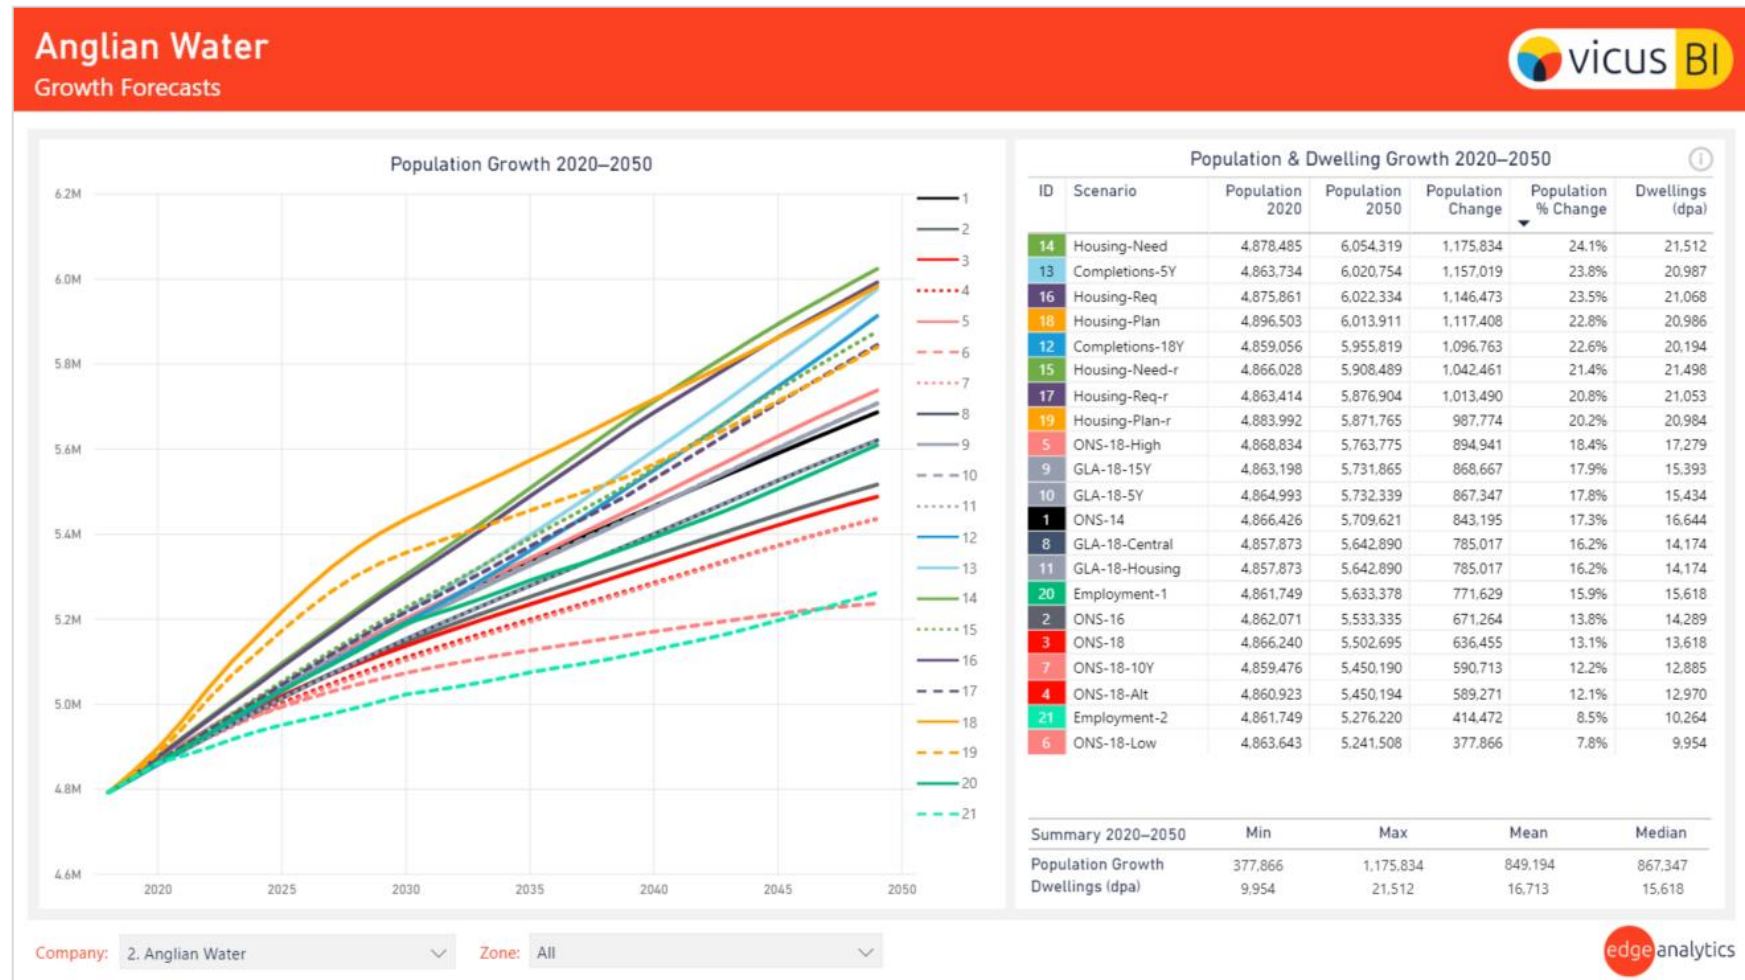 Anglian Water
Growth Forecasts
vicus BI
Population Growth 2020–2050
6.2M
6.0M
5.8M
5.6M
5.4M
5.2M
5.0M
4.8M
4.6M
2020 2025 2030 2035 2040 2045 2050
1
2
3
4
5
6
7
8
9
10
11
12
13
14
15
16
17
18
19
20
21
Population & Dwelling Growth 2020–2050
ID Scenario Population 2020 Population 2050 Population Change Population % Change Dwellings (dpa)
14 Housing-Need 4,878,485 6,054,319 1,175,834 24.1% 21,512
13 Completions-5Y 4,863,734 6,020,754 1,157,019 23.8% 20,987
16 Housing-Req 4,875,861 6,022,334 1,146,473 23.5% 21,068
18 Housing-Plan 4,896,503 6,013,911 1,117,408 22.8% 20,986
12 Completions-18Y 4,859,056 5,955,819 1,096,763 22.6% 20,194
15 Housing-Need-r 4,866,028 5,908,489 1,042,461 21.4% 21,498
17 Housing-Req-r 4,863,414 5,876,904 1,013,490 20.8% 21,053
19 Housing-Plan-r 4,883,992 5,871,765 987,774 20.2% 20,984
5 ONS-18-High 4,868,834 5,763,775 894,941 18.4% 17,279
9 GLA-18-15Y 4,863,198 5,731,865 868,667 17.9% 15,393
10 GLA-18-5Y 4,864,993 5,732,339 867,347 17.8% 15,434
1 ONS-14 4,866,426 5,709,621 843,195 17.3% 16,644
8 GLA-18-Central 4,857,873 5,642,890 785,017 16.2% 14,174
11 GLA-18-Housing 4,857,873 5,642,890 785,017 16.2% 14,174
20 Employment-1 4,861,749 5,633,378 771,629 15.9% 15,618
2 ONS-16 4,862,071 5,533,335 671,264 13.8% 14,289
3 ONS-18 4,866,240 5,502,695 636,455 13.1% 13,618
7 ONS-18-10Y 4,859,476 5,450,190 590,713 12.2% 12,885
4 ONS-18-Alt 4,860,923 5,450,194 589,271 12.1% 12,970
21 Employment-2 4,861,749 5,276,220 414,472 8.5% 10,264
6 ONS-18-Low 4,863,643 5,241,508 377,866 7.8% 9,954
Summary 2020–2050 Min Max Mean Median
Population Growth 377,866 1,175,834 849,194 867,347
Dwellings (dpa) 9,954 21,512 16,713 15,618
Company: 2. Anglian Water Zone: All
edgeanalytics